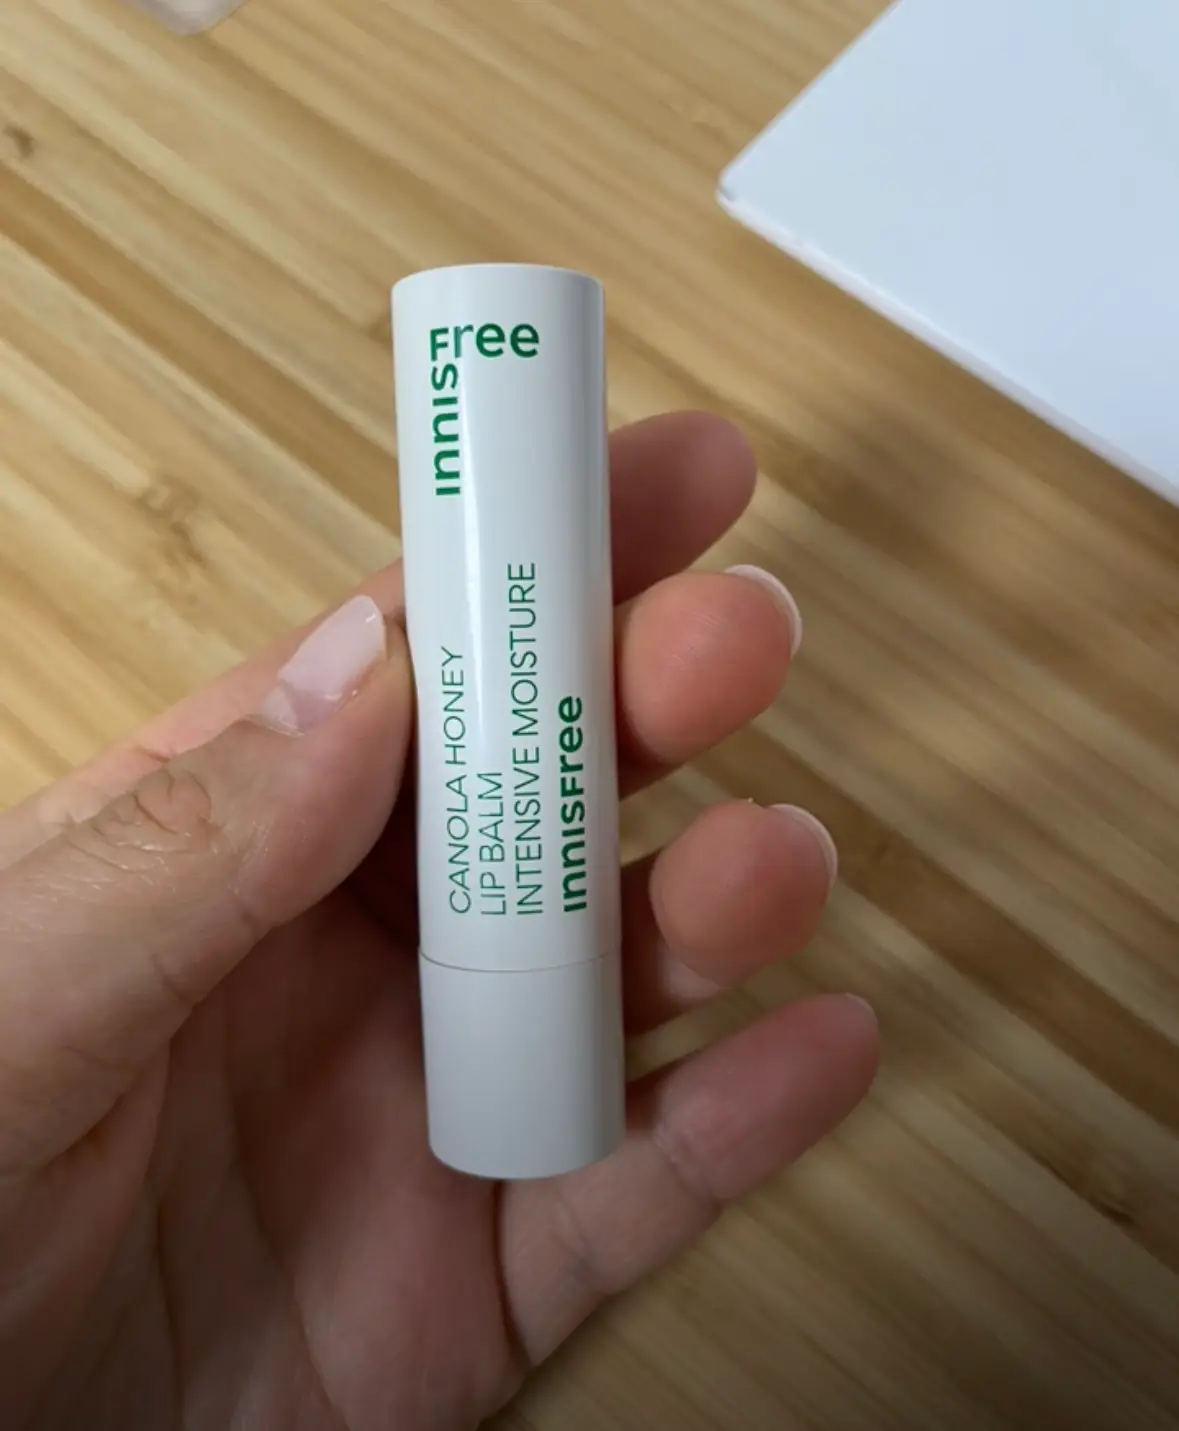 InnisFree
CANOLA HONEY
LIP BALM
INTENSIVE MOISTURE
InnisFree